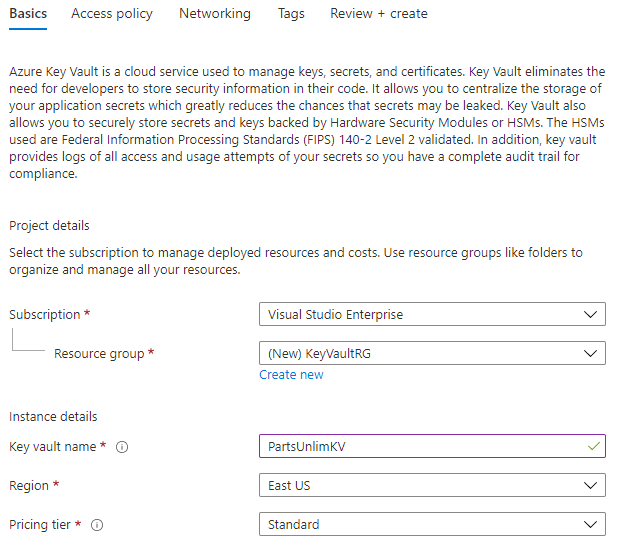 Basics Access policy Networking Tags Review + create
Azure Key Vault is a cloud service used to manage keys, secrets, and certificates. Key Vault eliminates the
need for developers to store security information in their code. It allows you to centralize the storage of
your application secrets which greatly reduces the chances that secrets may be leaked. Key Vault also
allows you to securely store secrets and keys backed by Hardware Security Modules or HSMs. The HSMs
used are Federal Information Processing Standards (FIPS) 140-2 Level 2 validated. In addition, key vault
provides logs of all access and usage attempts of your secrets so you have a complete audit trail for
compliance.
Project details
Select the subscription to manage deployed resources and costs. Use resource groups like folders to
organize and manage all your resources.
Subscription * Visual Studio Enterprise
Resource group * (New) KeyVaultRG
Create new
Instance details
Key vault name * PartsUnlimKV
Region * East US
Pricing tier * Standard